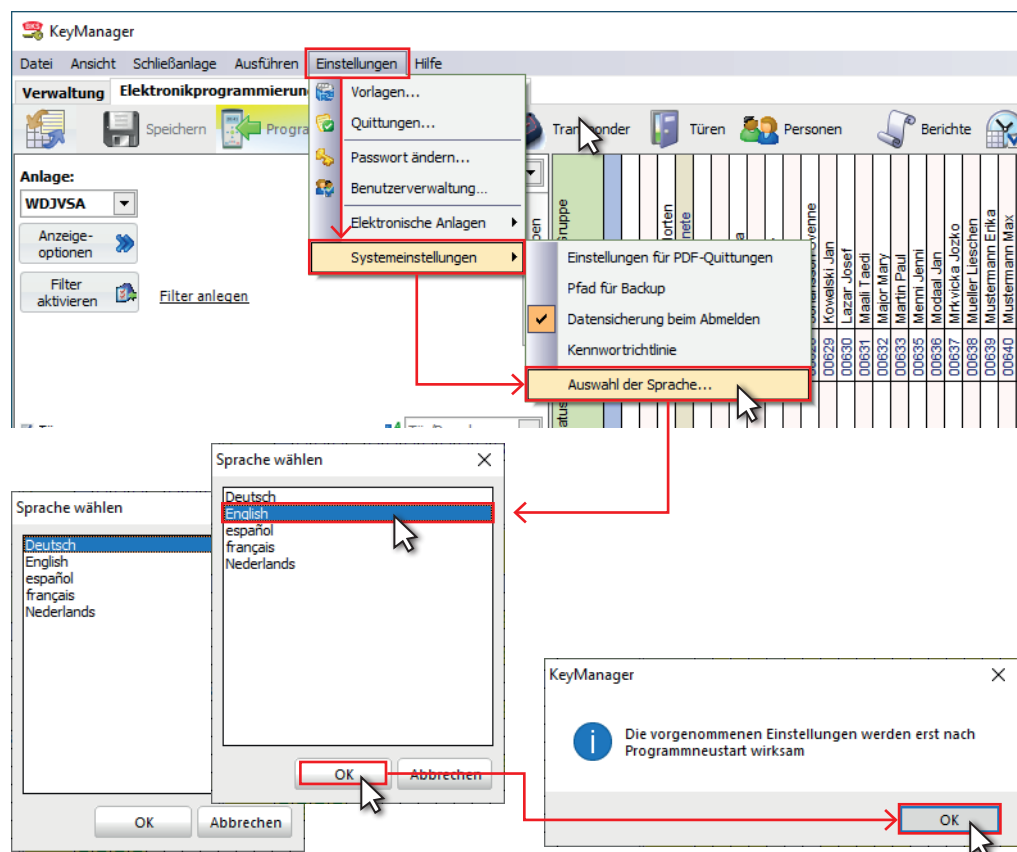 KeyManager
Datei Ansicht Schließanlage Ausführen Einstellungen Hilfe
Verwaltung Elektronikprogrammierun
Speichern Progra Türen Personen Berichte
Vorlagen...
Quittungen...
Passwort ändern...
Benutzerverwaltung...
Elektronische Anlagen
Systemeinstellungen
Einstellungen für PDF-Quittungen
Pfad für Backup
Datensicherung beim Abmelden
Kennwortrichtlinie
Auswahl der Sprache...
Anlage:
WDJVSA
Anzeige-
optionen
Filter
aktivieren
Filter anlegen
Kowelski Jan
Lazar Josef
Maali Taedi
Major Mary
Martin Paul
Menni Jenni
Modaal Jan
Mrkvicka Jozko
Mueller Lieschen
Mustermann Erika
Mustermann Max
00629
00630
00631
00632
00633
00635
00636
00637
00638
00639
00640
Sprache wählen
Deutsch
English
español
français
Nederlands
OK Abbrechen
Sprache wählen
Deutsch
English
español
français
Nederlands
OK Abbrechen
KeyManager
Die vorgenommenen Einstellungen werden erst nach
Programmneustart wirksam
OK